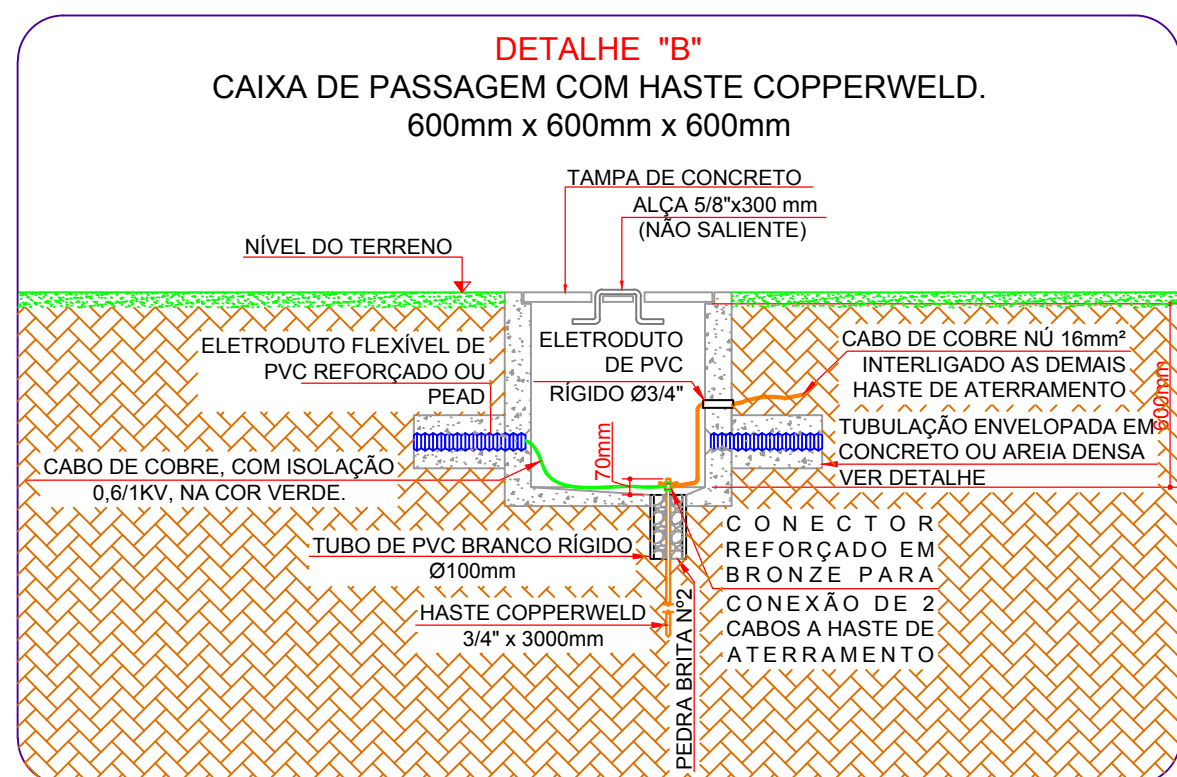 DETALHE "B"
CAIXA DE PASSAGEM COM HASTE COPPERWELD.
600mm x 600mm x 600mm
TAMPA DE CONCRETO
ALÇA 5/8"x300 mm
(NÃO SALIENTE)
NÍVEL DO TERRENO
ELETRODUTO FLEXÍVEL DE
PVC REFORÇADO OU
PEAD
ELETRODUTO
DE PVC
RÍGIDO Ø3/4"
CABO DE COBRE NÚ 16mm²
INTERLIGADO AS DEMAIS
HASTE DE ATERRAMENTO
600mm
TUBULAÇÃO ENVELOPADA EM
CONCRETO OU AREIA DENSA
VER DETALHE
70mm
CABO DE COBRE, COM ISOLAÇÃO
0,6/1KV, NA COR VERDE.
TUBO DE PVC BRANCO RÍGIDO
Ø100mm
HASTE COPPERWELD
3/4" x 3000mm
PEDRA BRITA Nº2
CONECTOR
REFORÇADO EM
BRONZE PARA
CONEXÃO DE 2
CABOS A HASTE DE
ATERRAMENTO